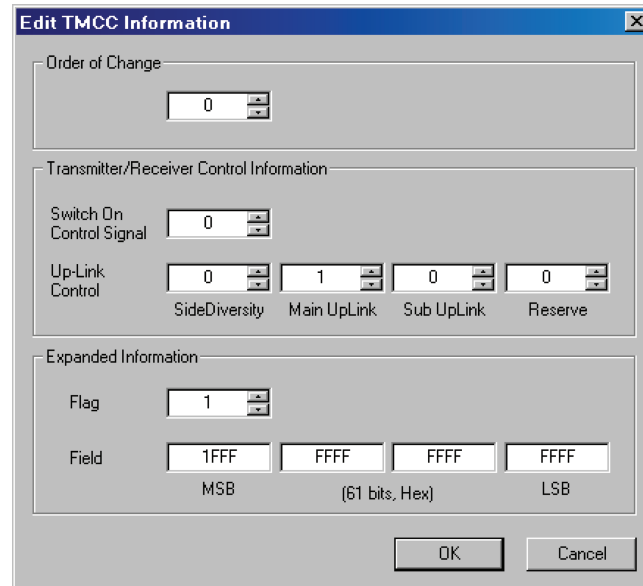 Edit TMCC Information
Order of Change
0
Transmitter/Receiver Control Information
Switch On
Control Signal
0
Up-Link
Control
0 1 0 0
SideDiversity Main UpLink Sub UpLink Reserve
Expanded Information
Flag
1
Field
1FFF FFFF FFFF FFFF
MSB (61 bits, Hex) LSB
OK Cancel